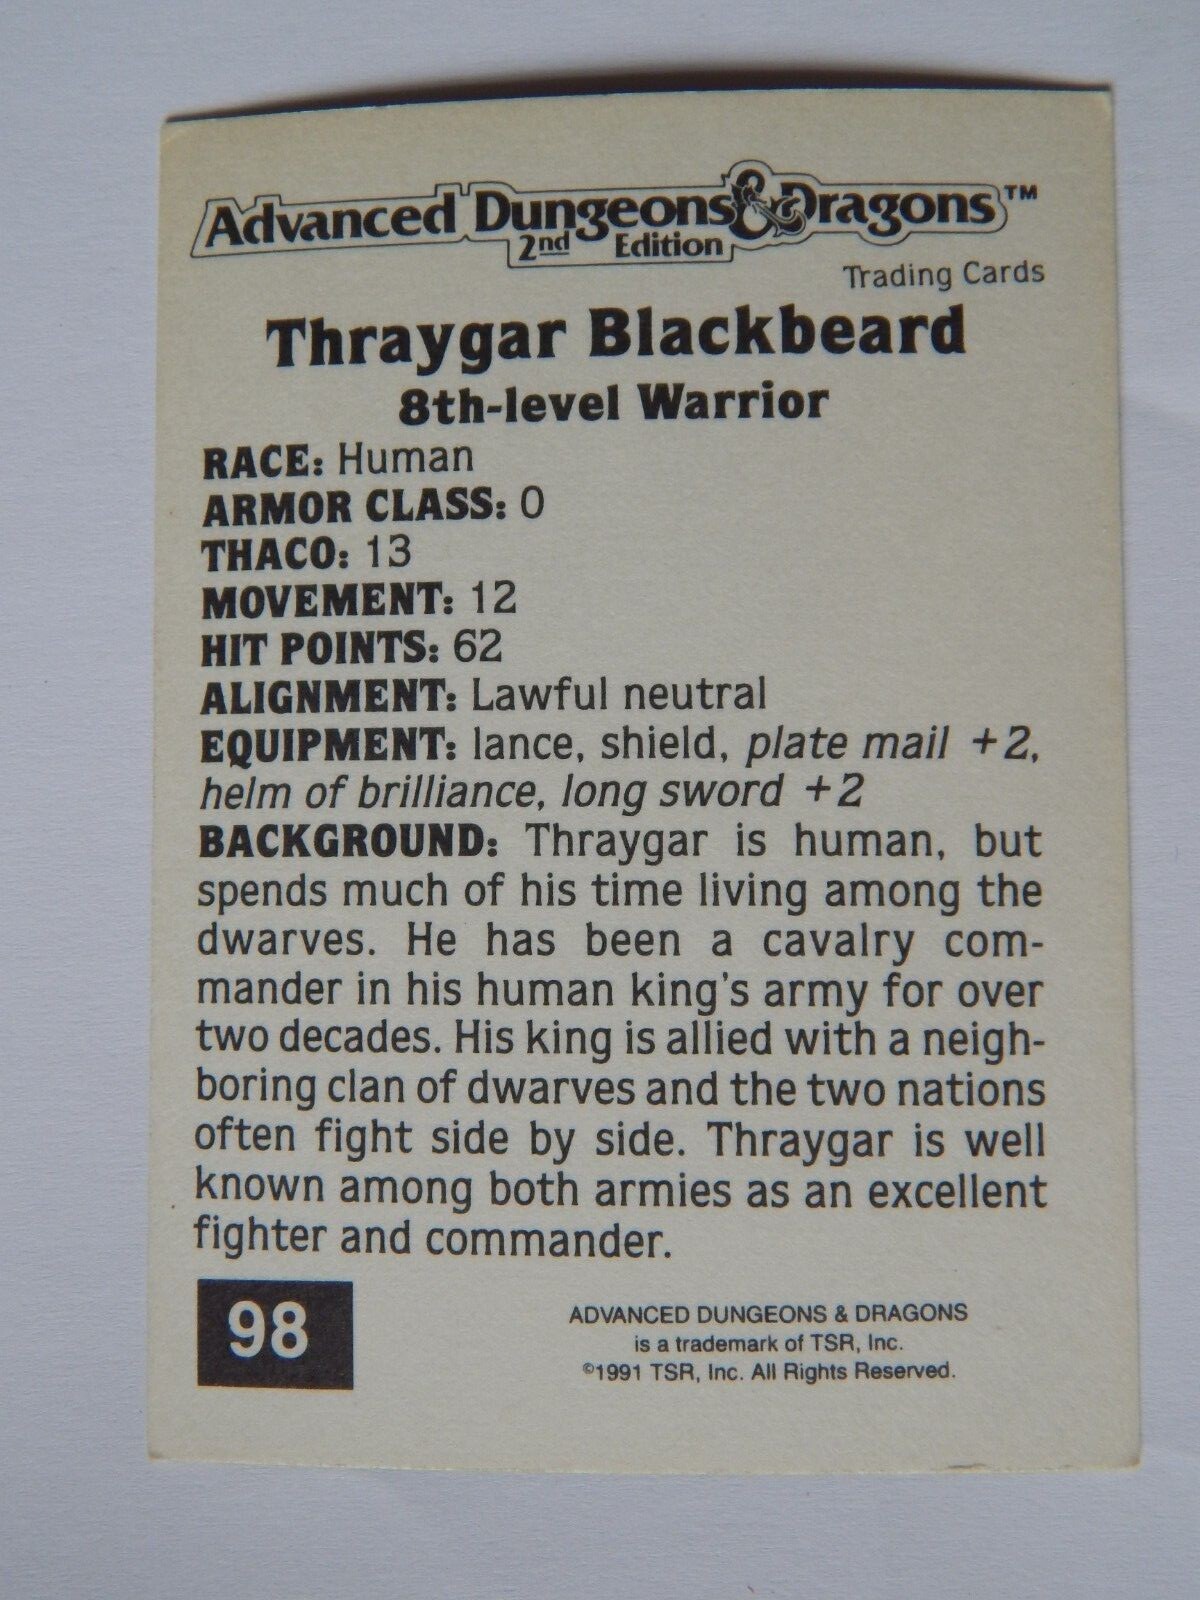 Advanced Dungeons & Dragons™
2nd Edition
Trading Cards
Thraygar Blackbeard
8th-level Warrior
RACE: Human
ARMOR CLASS: 0
THACO: 13
MOVEMENT: 12
HIT POINTS: 62
ALIGNMENT: Lawful neutral
EQUIPMENT: lance, shield, plate mail +2,
helm of brilliance, long sword +2
BACKGROUND: Thraygar is human, but
spends much of his time living among the
dwarves. He has been a cavalry com-
mander in his human king's army for over
two decades. His king is allied with a neigh-
boring clan of dwarves and the two nations
often fight side by side. Thraygar is well
known among both armies as an excellent
fighter and commander.
98
ADVANCED DUNGEONS & DRAGONS
is a trademark of TSR, Inc.
©1991 TSR, Inc. All Rights Reserved.